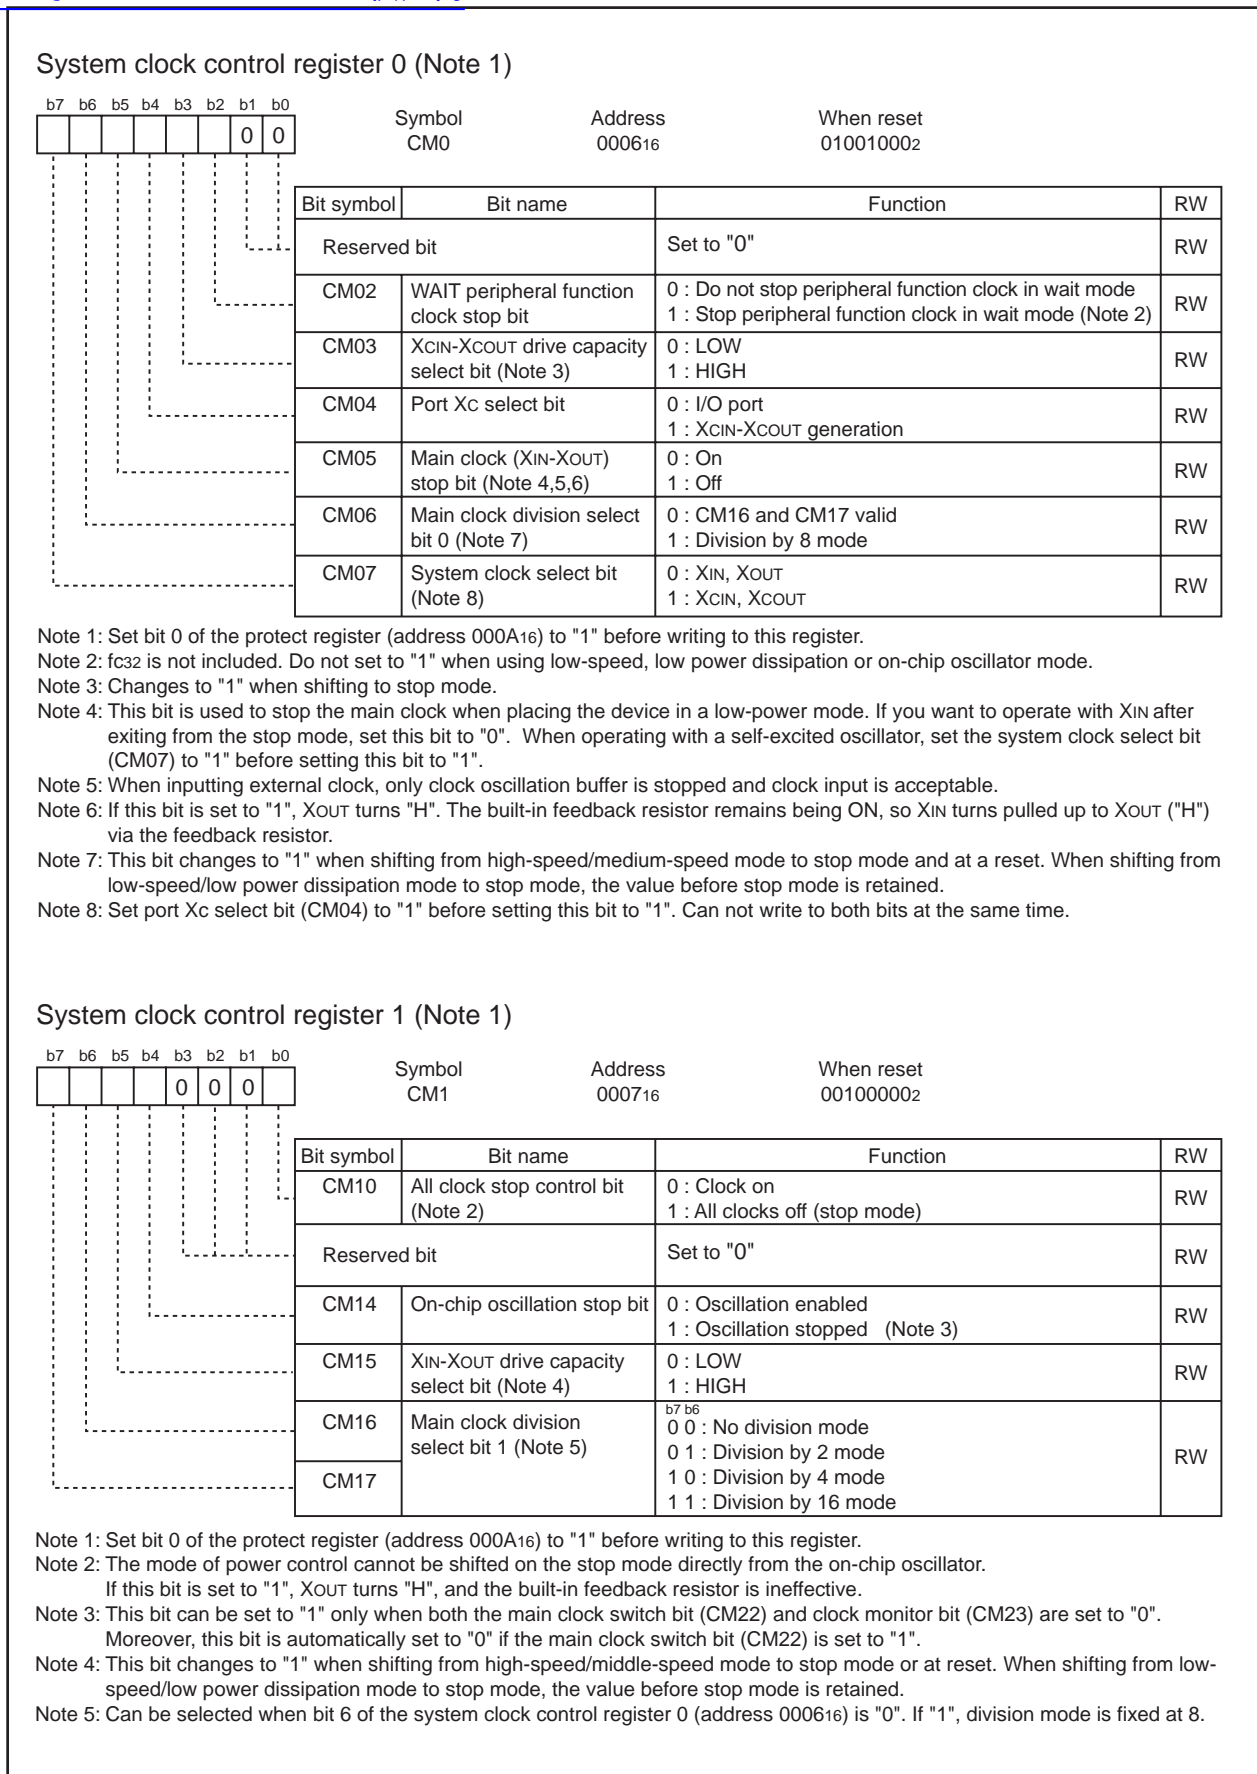 System clock control register 0 (Note 1)
b7 b6 b5 b4 b3 b2 b1 b0
0 0
Symbol Address When reset
CM0 000616 010010002
Bit symbol Bit name Function RW
Reserved bit Set to "0" RW
CM02 WAIT peripheral function 0 : Do not stop peripheral function clock in wait mode RW
clock stop bit 1 : Stop peripheral function clock in wait mode (Note 2)
CM03 XCIN-XCOUT drive capacity 0 : LOW RW
select bit (Note 3) 1 : HIGH
CM04 Port XC select bit 0 : I/O port RW
1 : XCIN-XCOUT generation
CM05 Main clock (XIN-XOUT) 0 : On RW
stop bit (Note 4,5,6) 1 : Off
CM06 Main clock division select 0 : CM16 and CM17 valid RW
bit 0 (Note 7) 1 : Division by 8 mode
CM07 System clock select bit 0 : XIN, XOUT RW
(Note 8) 1 : XCIN, XCOUT
Note 1: Set bit 0 of the protect register (address 000A16) to "1" before writing to this register.
Note 2: fC32 is not included. Do not set to "1" when using low-speed, low power dissipation or on-chip oscillator mode.
Note 3: Changes to "1" when shifting to stop mode.
Note 4: This bit is used to stop the main clock when placing the device in a low-power mode. If you want to operate with XIN after
exiting from the stop mode, set this bit to "0". When operating with a self-excited oscillator, set the system clock select bit
(CM07) to "1" before setting this bit to "1".
Note 5: When inputting external clock, only clock oscillation buffer is stopped and clock input is acceptable.
Note 6: If this bit is set to "1", XOUT turns "H". The built-in feedback resistor remains being ON, so XIN turns pulled up to XOUT ("H")
via the feedback resistor.
Note 7: This bit changes to "1" when shifting from high-speed/medium-speed mode to stop mode and at a reset. When shifting from
low-speed/low power dissipation mode to stop mode, the value before stop mode is retained.
Note 8: Set port Xc select bit (CM04) to "1" before setting this bit to "1". Can not write to both bits at the same time.
System clock control register 1 (Note 1)
b7 b6 b5 b4 b3 b2 b1 b0
0 0 0
Symbol Address When reset
CM1 000716 001000002
Bit symbol Bit name Function RW
CM10 All clock stop control bit 0 : Clock on RW
(Note 2) 1 : All clocks off (stop mode)
Reserved bit Set to "0" RW
CM14 On-chip oscillation stop bit 0 : Oscillation enabled RW
1 : Oscillation stopped (Note 3)
CM15 XIN-XOUT drive capacity 0 : LOW RW
select bit (Note 4) 1 : HIGH
b7 b6
CM16 Main clock division 0 0 : No division mode RW
select bit 1 (Note 5) 0 1 : Division by 2 mode
CM17 1 0 : Division by 4 mode
1 1 : Division by 16 mode
Note 1: Set bit 0 of the protect register (address 000A16) to "1" before writing to this register.
Note 2: The mode of power control cannot be shifted on the stop mode directly from the on-chip oscillator.
If this bit is set to "1", XOUT turns "H", and the built-in feedback resistor is ineffective.
Note 3: This bit can be set to "1" only when both the main clock switch bit (CM22) and clock monitor bit (CM23) are set to "0".
Moreover, this bit is automatically set to "0" if the main clock switch bit (CM22) is set to "1".
Note 4: This bit changes to "1" when shifting from high-speed/middle-speed mode to stop mode or at reset. When shifting from low-
speed/low power dissipation mode to stop mode, the value before stop mode is retained.
Note 5: Can be selected when bit 6 of the system clock control register 0 (address 000616) is "0". If "1", division mode is fixed at 8.